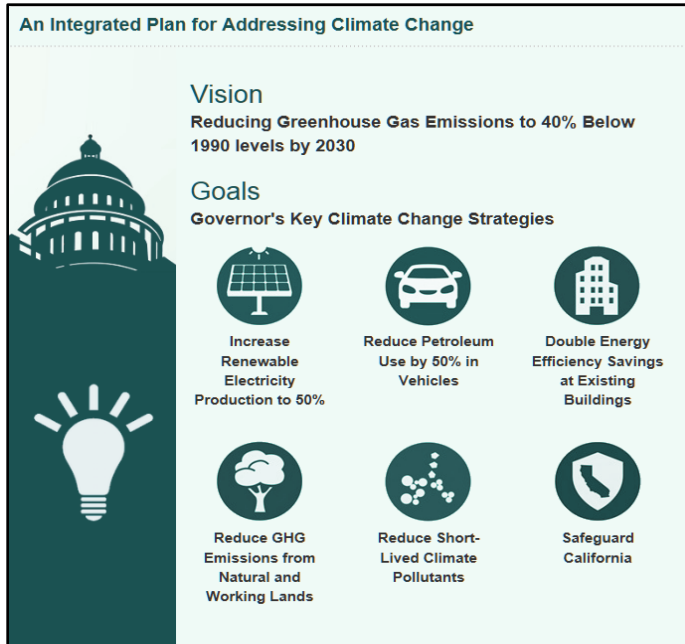 An Integrated Plan for Addressing Climate Change
Vision
Reducing Greenhouse Gas Emissions to 40% Below
1990 levels by 2030
Goals
Governor's Key Climate Change Strategies
Increase
Renewable
Electricity
Production to 50%
Reduce Petroleum
Use by 50% in
Vehicles
Double Energy
Efficiency Savings
at Existing
Buildings
Reduce GHG
Emissions from
Natural and
Working Lands
Reduce Short-
Lived Climate
Pollutants
Safeguard
California